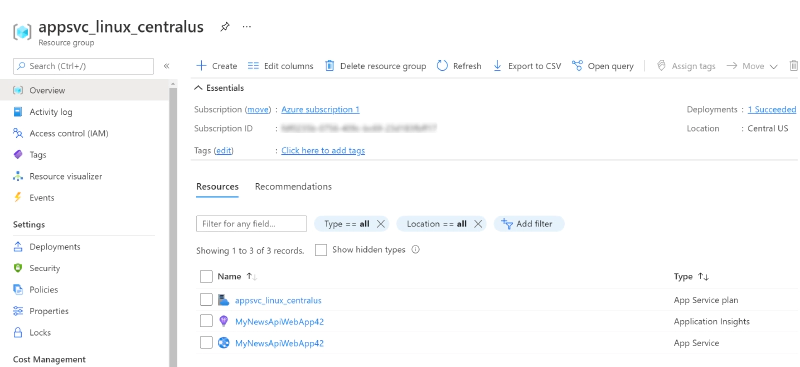 appsvc_linux_centralus
Resource group
Search (Ctrl+/)
Overview
Activity log
Access control (IAM)
Tags
Resource visualizer
Events
Settings
Deployments
Security
Policies
Properties
Locks
Cost Management
Create Edit columns Delete resource group Refresh Export to CSV Open query Assign tags Move
Essentials
Subscription (move) : Azure subscription 1 Deployments : 1 Succeeded
Subscription ID : Location : Central US
Tags (edit) : Click here to add tags
Resources Recommendations
Filter for any field... Type == all Location == all Add filter
Showing 1 to 3 of 3 records. Show hidden types
Name Type
appsvc_linux_centralus App Service plan
MyNewsApiWebApp42 Application Insights
MyNewsApiWebApp42 App Service